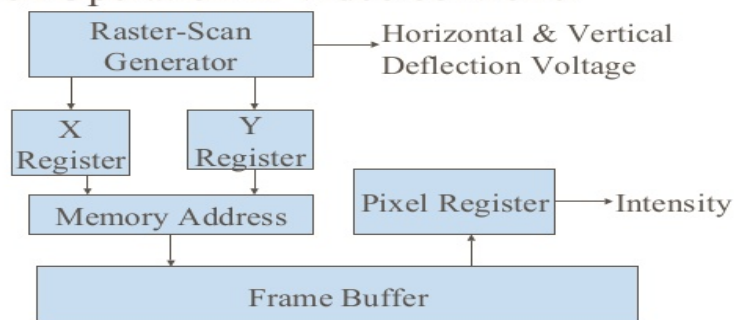 Raster-Scan
Generator
Horizontal & Vertical
Deflection Voltage
X
Register
Y
Register
Memory Address
Pixel Register
Intensity
Frame Buffer